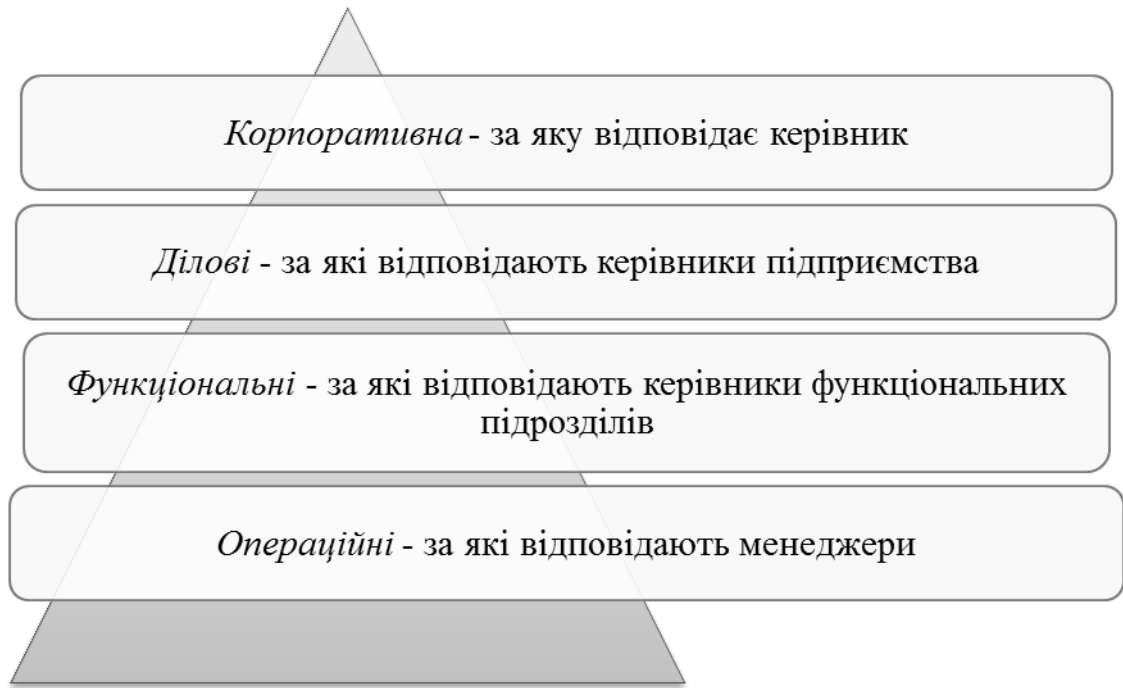 Корпоративна - за яку відповідає керівник
Ділові - за які відповідають керівники підприємства
Функціональні - за які відповідають керівники функціональних
підрозділів
Операційні - за які відповідають менеджери